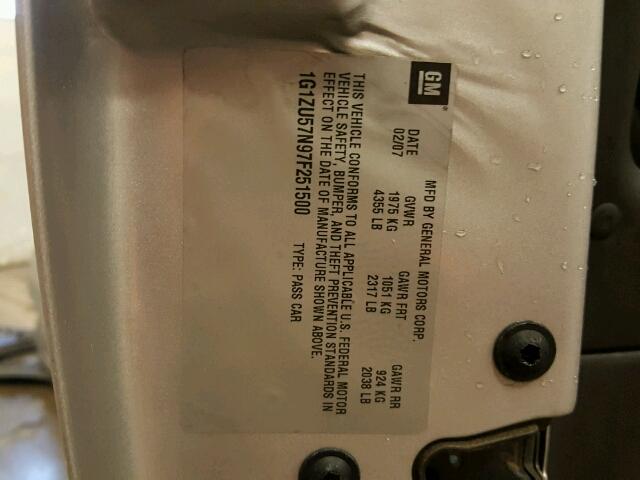 GM
MFD BY GENERAL MOTORS CORP.
DATE GVWR GAWR FRT GAWR RR
02/07 1975 KG 1051 KG 924 KG
4355 LB 2317 LB 2038 LB
THIS VEHICLE CONFORMS TO ALL APPLICABLE U.S. FEDERAL MOTOR
VEHICLE SAFETY, BUMPER, AND THEFT PREVENTION STANDARDS IN
EFFECT ON THE DATE OF MANUFACTURE SHOWN ABOVE.
1G1ZU57N97F251500 TYPE: PASS CAR